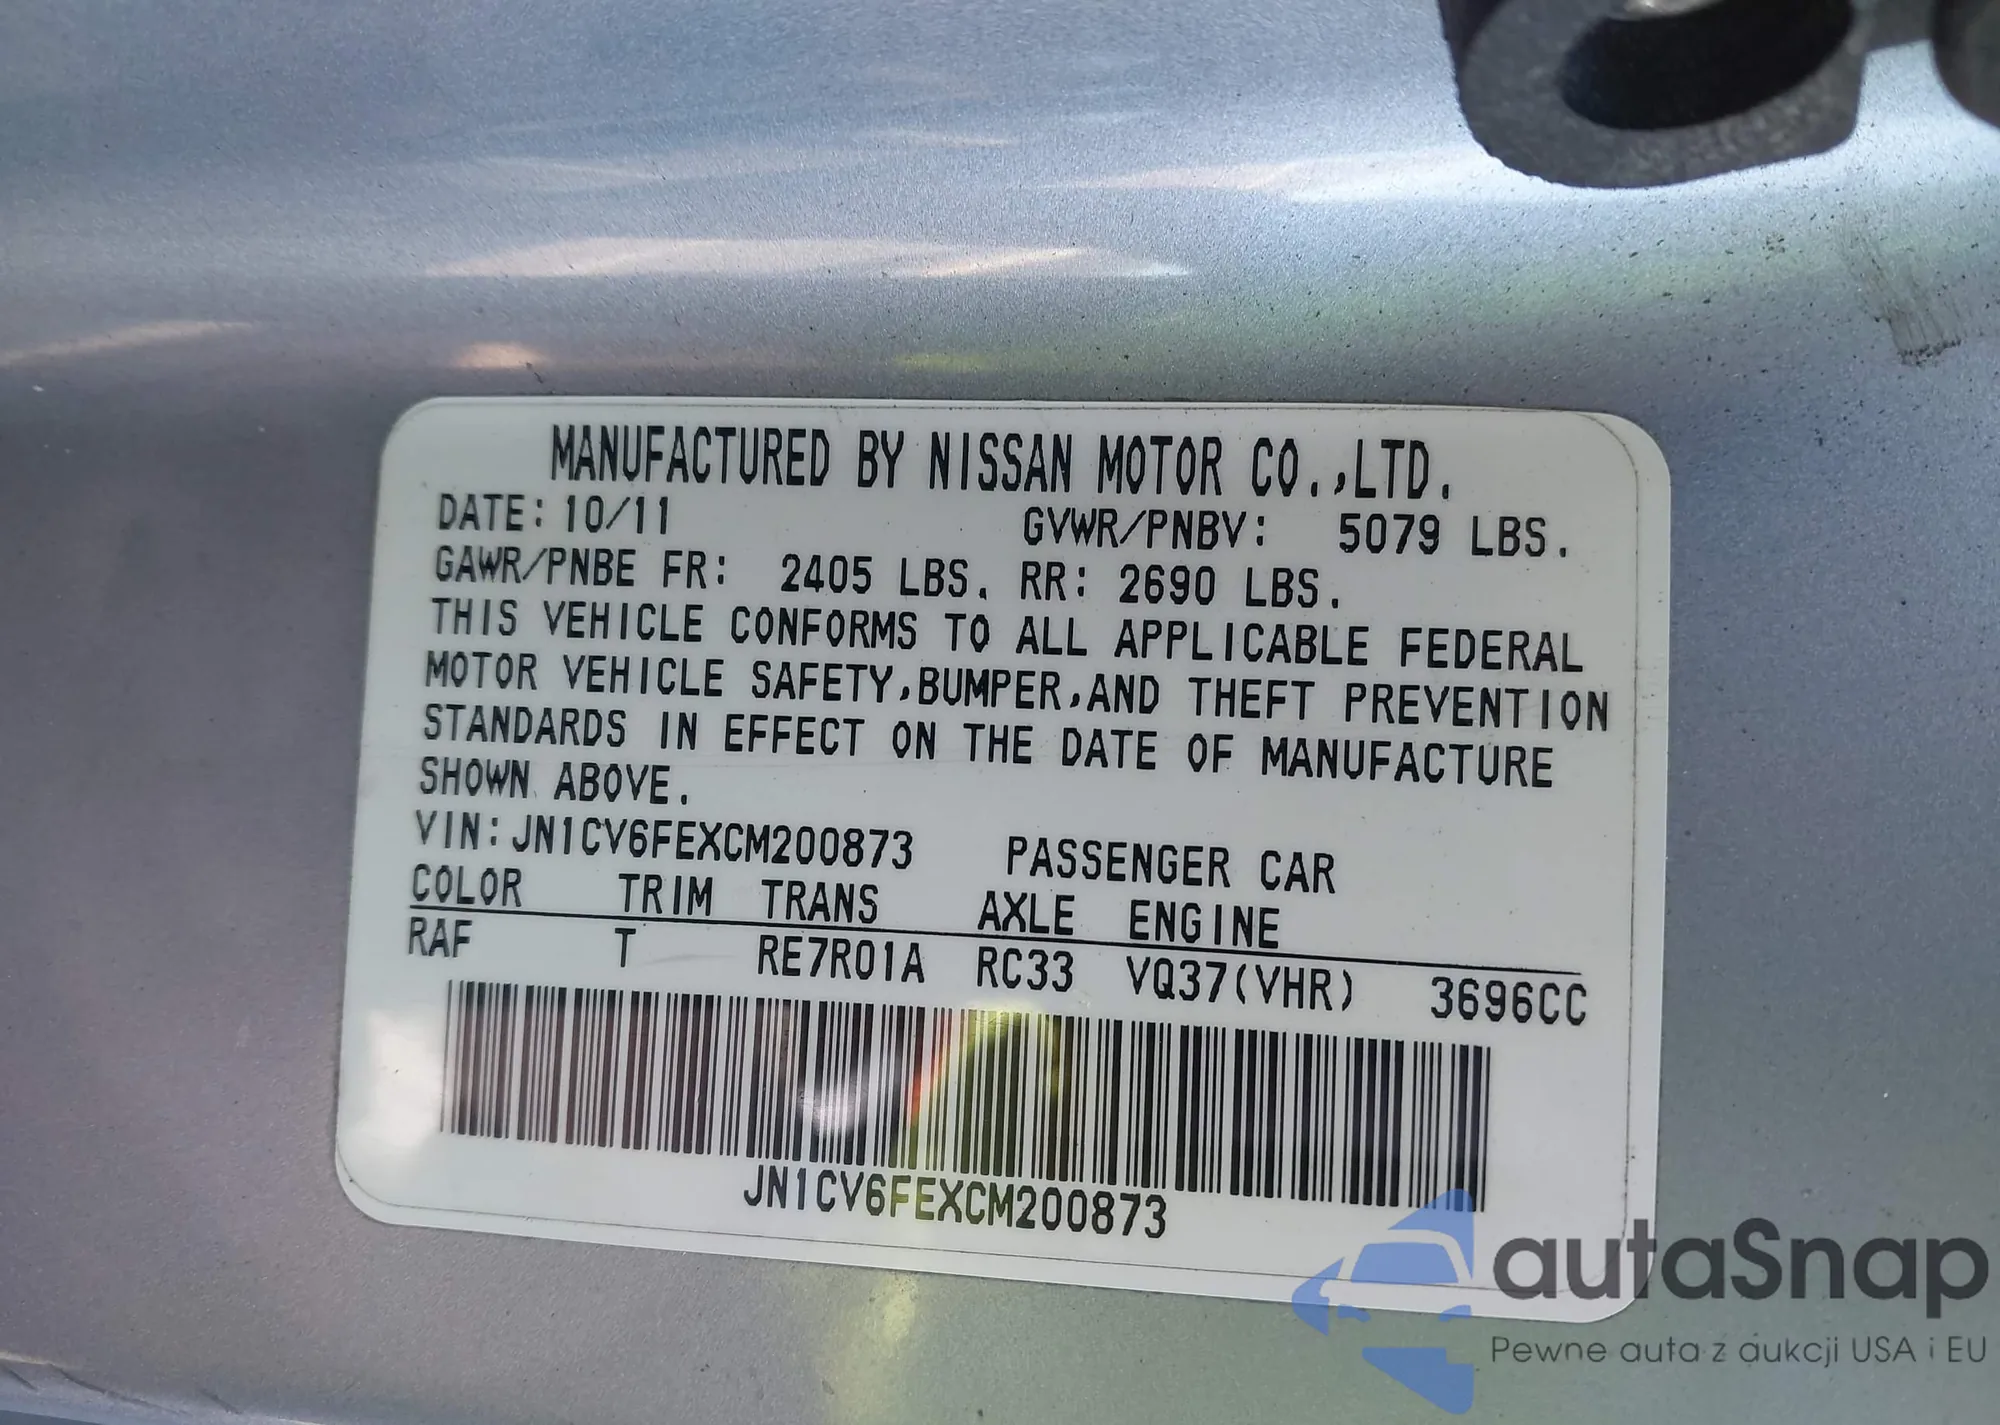 MANUFACTURED BY NISSAN MOTOR CO.,LTD.
DATE: 10/11 GVWR/PNBV: 5079 LBS.
GAWR/PNBE FR: 2405 LBS. RR: 2690 LBS.
THIS VEHICLE CONFORMS TO ALL APPLICABLE FEDERAL
MOTOR VEHICLE SAFETY,BUMPER,AND THEFT PREVENTION
STANDARDS IN EFFECT ON THE DATE OF MANUFACTURE
SHOWN ABOVE.
VIN: JN1CV6FEXCM200873 PASSENGER CAR
COLOR TRIM TRANS AXLE ENGINE
RAF T RE7R01A RC33 VQ37(VHR) 3696CC
JN1CV6FEXCM200873
autaSnap
Pewne auta z aukcji USA i EU